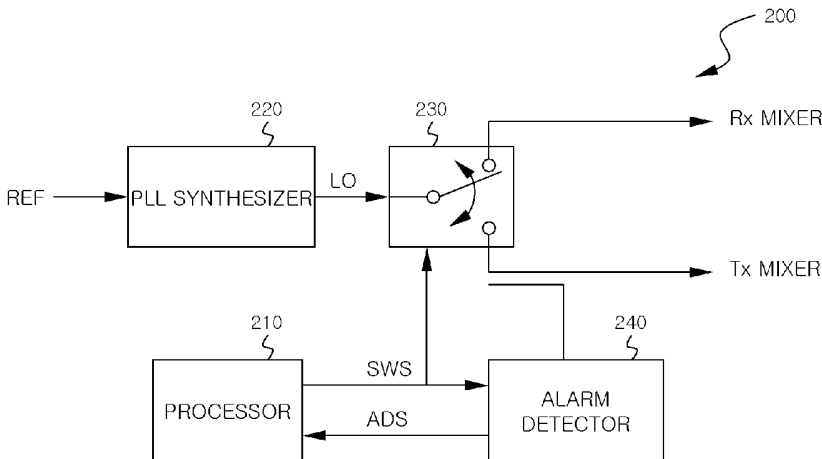 200
220
230
Rx MIXER
REF
PLL SYNTHESIZER
LO
Tx MIXER
210
240
PROCESSOR
SWS
ADS
ALARM
DETECTOR